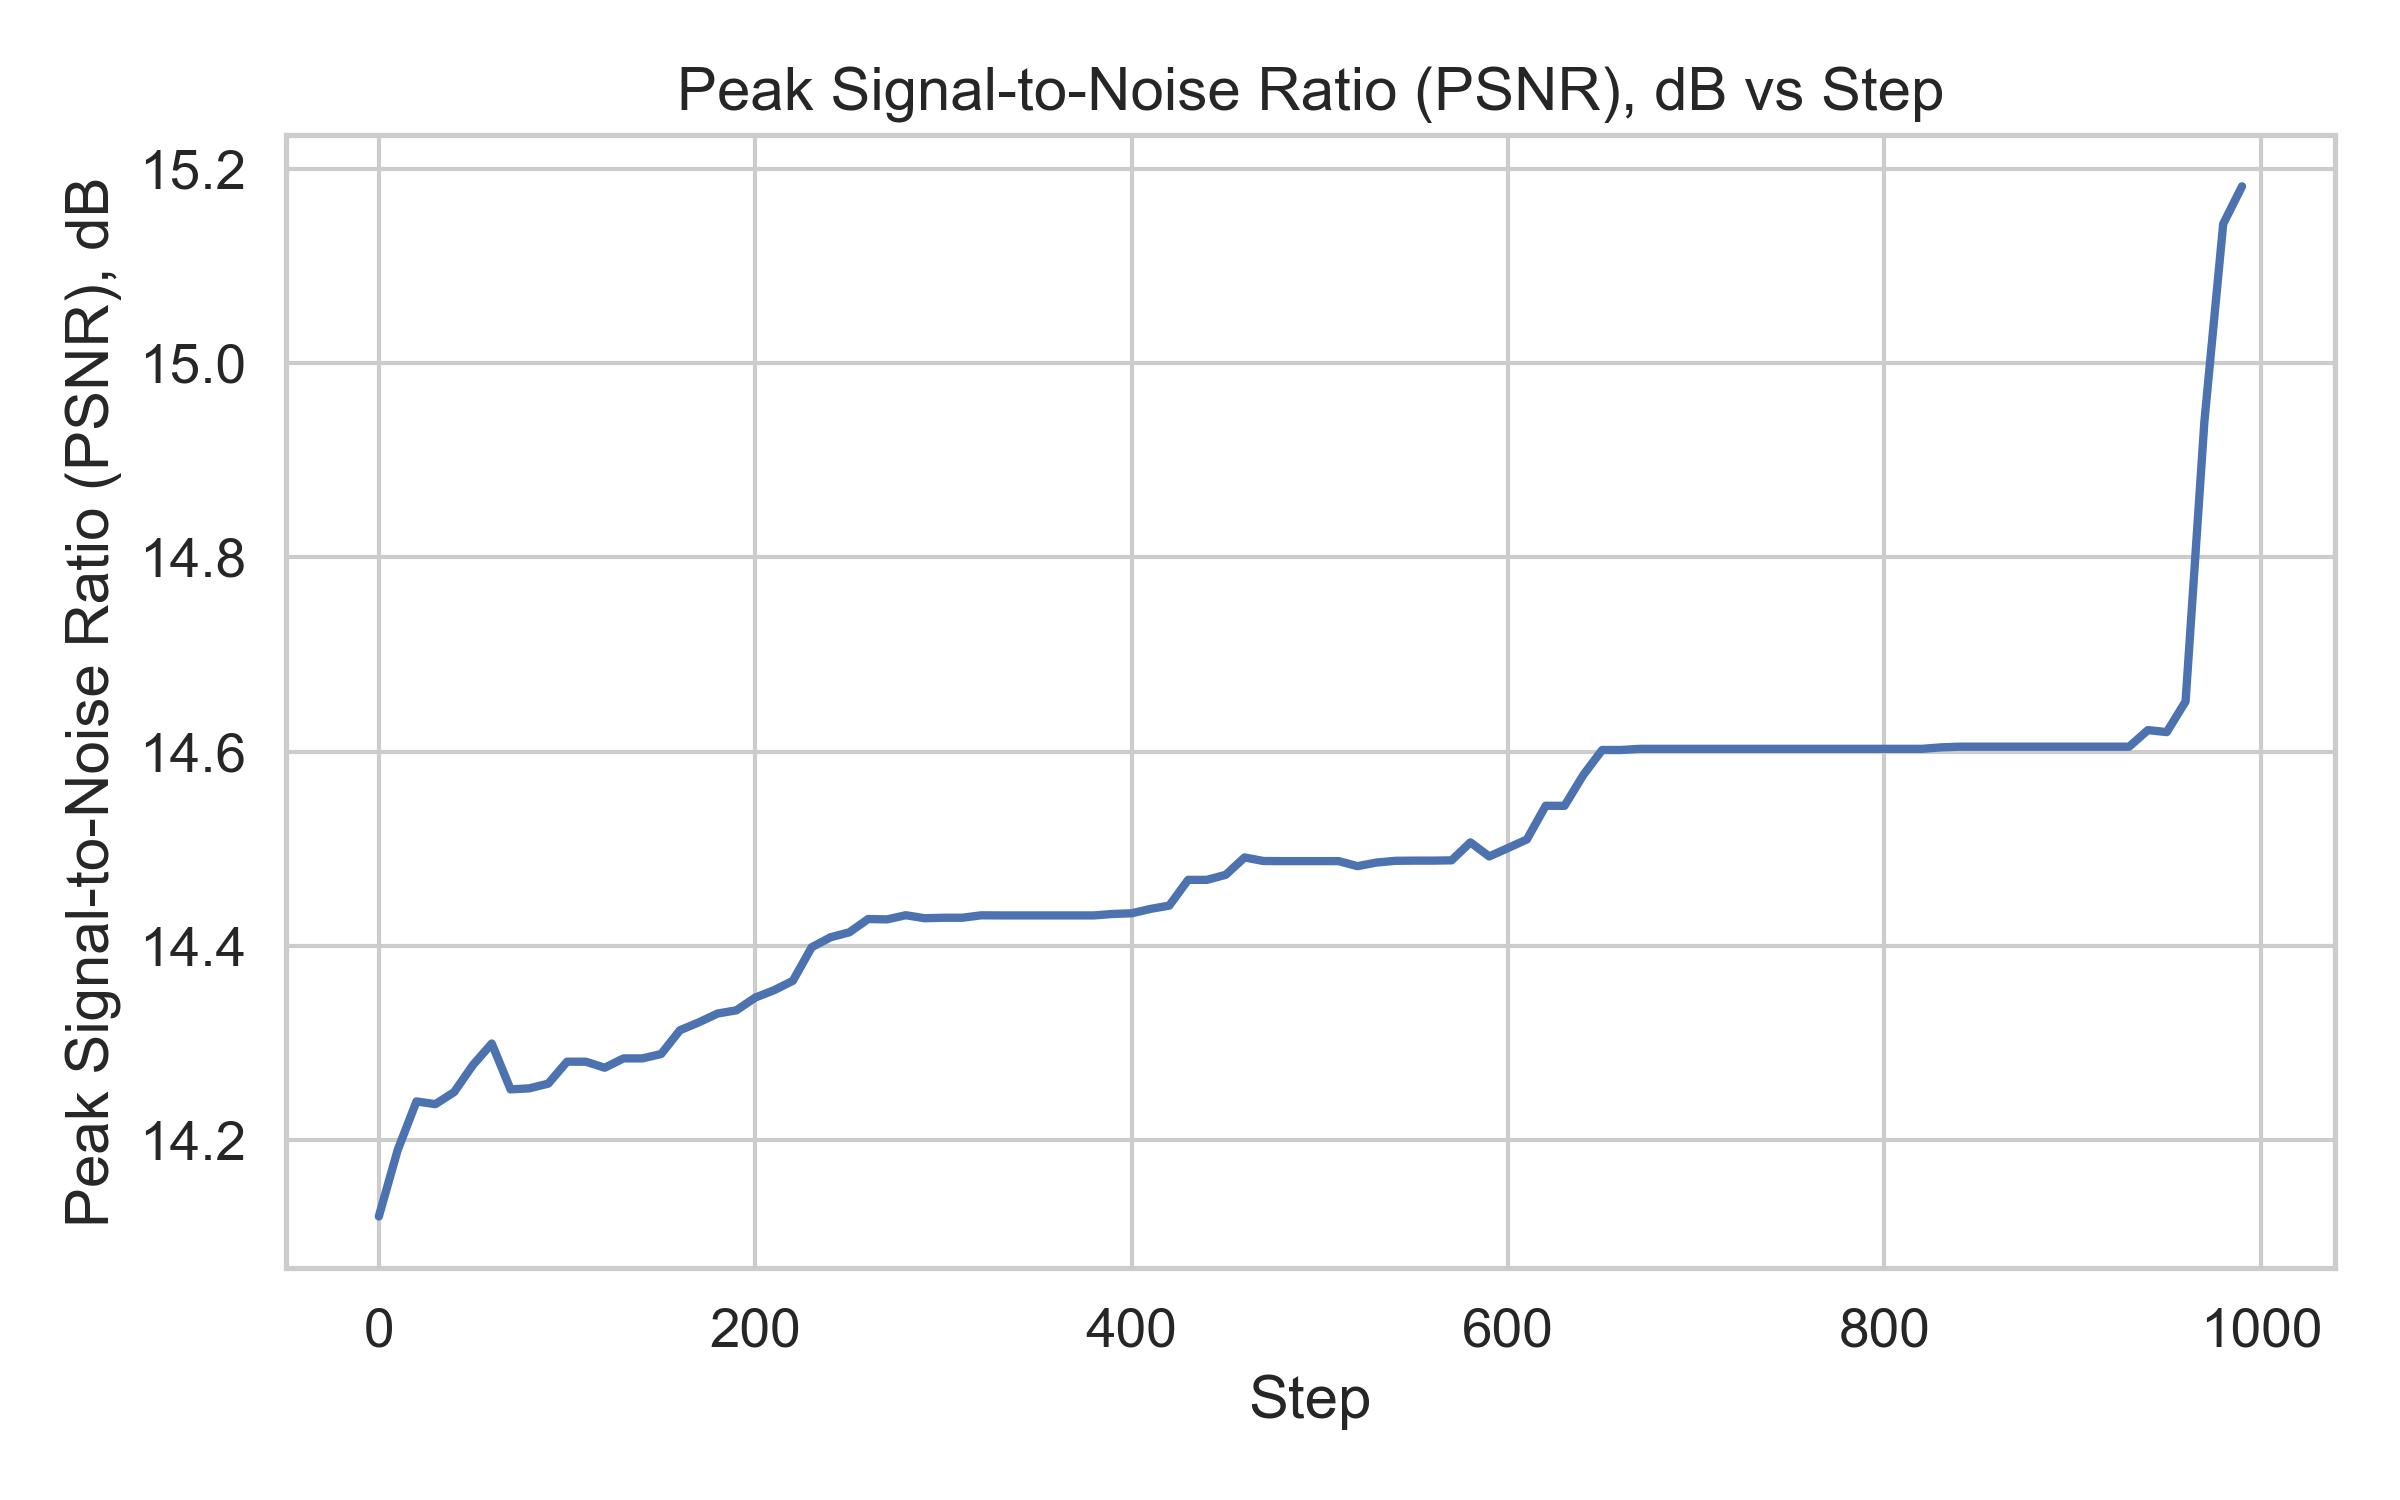 Peak Signal-to-Noise Ratio (PSNR), dB vs Step
Peak Signal-to-Noise Ratio (PSNR), dB
15.2
15.0
14.8
14.6
14.4
14.2
0 200 400 600 800 1000
Step